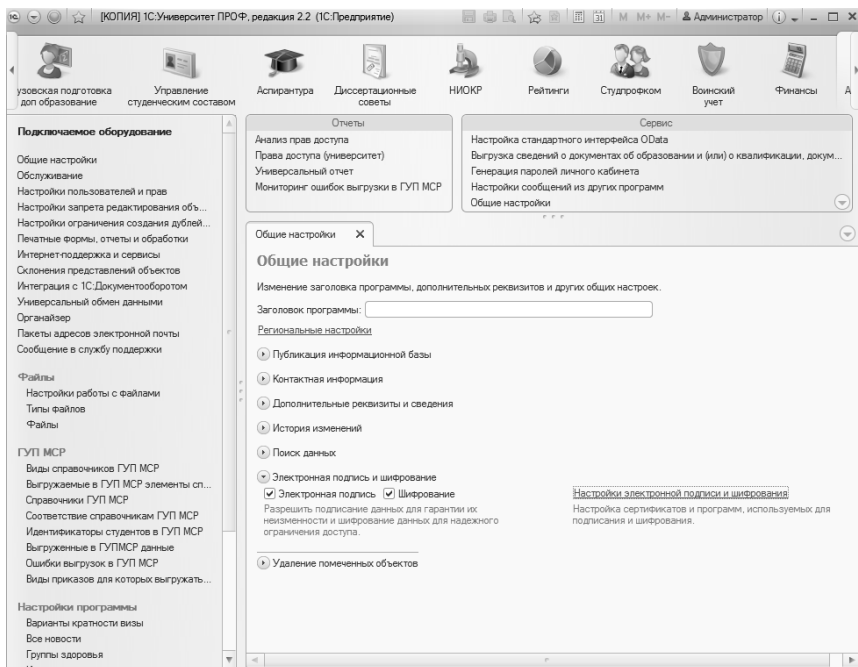 [КОПИЯ] 1С:Университет ПРОФ, редакция 2.2 (1С:Предприятие)
31 M M+ M- Администратор
узовская подготовка
доп образование
Управление
студенческим составом
Аспирантура
Диссертационные
советы
НИОКР
Рейтинги
Студпрофком
Воинский
учет
Финансы
А
Подключаемое оборудование
Общие настройки
Обслуживание
Настройки пользователей и прав
Настройки запрета редактирования объ...
Настройки ограничения создания дублей...
Печатные формы, отчеты и обработки
Интернет-поддержка и сервисы
Склонения представлений объектов
Интеграция с 1С:Документооборотом
Универсальный обмен данными
Органайзер
Пакеты адресов электронной почты
Сообщение в службу поддержки
Файлы
Настройки работы с файлами
Типы файлов
Файлы
ГУП МСР
Виды справочников ГУП МСР
Выгружаемые в ГУП МСР элементы сп...
Справочники ГУП МСР
Соответствие справочникам ГУП МСР
Идентификаторы студентов в ГУП МСР
Выгруженные в ГУПМСР данные
Ошибки выгрузок в ГУП МСР
Виды приказов для которых выгружать...
Настройки программы
Варианты кратности визы
Все новости
Группы здоровья
Отчеты
Анализ прав доступа
Права доступа (университет)
Универсальный отчет
Мониторинг ошибок выгрузки в ГУП МСР
Сервис
Настройка стандартного интерфейса OData
Выгрузка сведений о документах об образовании и (или) о квалификации, докум...
Генерация паролей личного кабинета
Настройки сообщений из других программ
Общие настройки
Общие настройки
Общие настройки
Изменение заголовка программы, дополнительных реквизитов и других общих настроек.
Заголовок программы:
Региональные настройки
Публикация информационной базы
Контактная информация
Дополнительные реквизиты и сведения
История изменений
Поиск данных
Электронная подпись и шифрование
Электронная подпись Шифрование
Разрешить подписание данных для гарантии их
неизменности и шифрование данных для надежного
ограничения доступа.
Настройки электронной подписи и шифрования
Настройка сертификатов и программ, используемых для
подписания и шифрования.
Удаление помеченных объектов